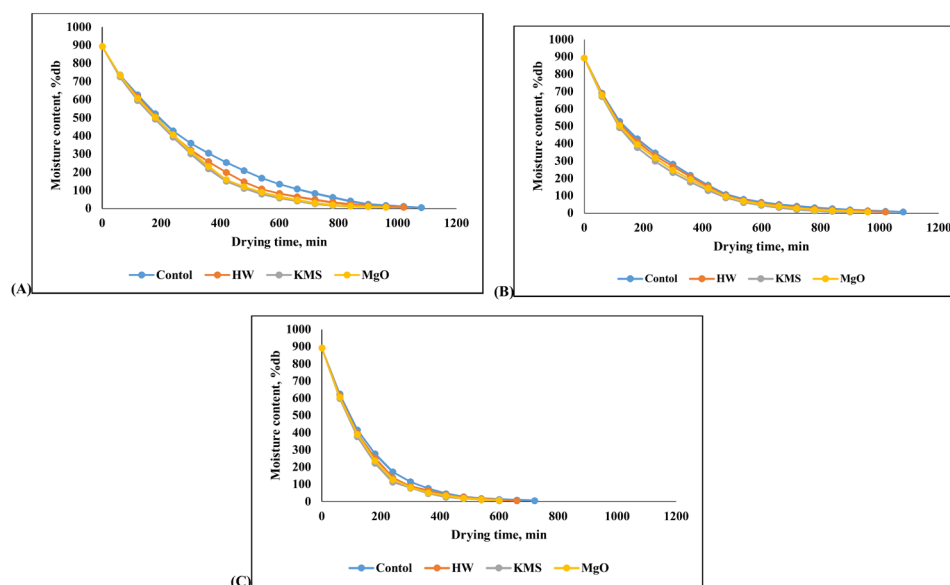 1000
900
800
700
600
500
400
300
200
100
0
Moisture content, %db
0 200 400 600 800 1000 1200
Drying time, min
Contol HW KMS MgO
(A)
1000
900
800
700
600
500
400
300
200
100
0
Moisture content, %db
0 200 400 600 800 1000 1200
Drying time, min
Contol HW KMS MgO
(B)
1000
900
800
700
600
500
400
300
200
100
0
Moisture content, %db
0 200 400 600 800 1000 1200
Drying time, min
Contol HW KMS MgO
(C)